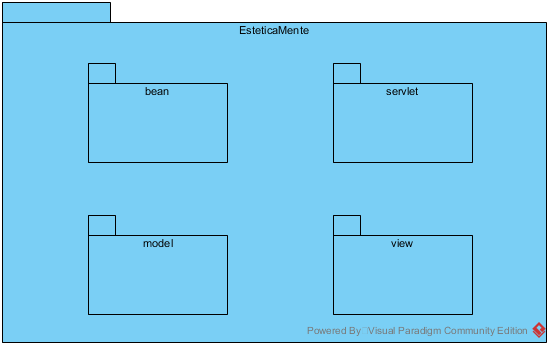 EsteticaMente
bean
servlet
model
view
Powered By Visual Paradigm Community Edition